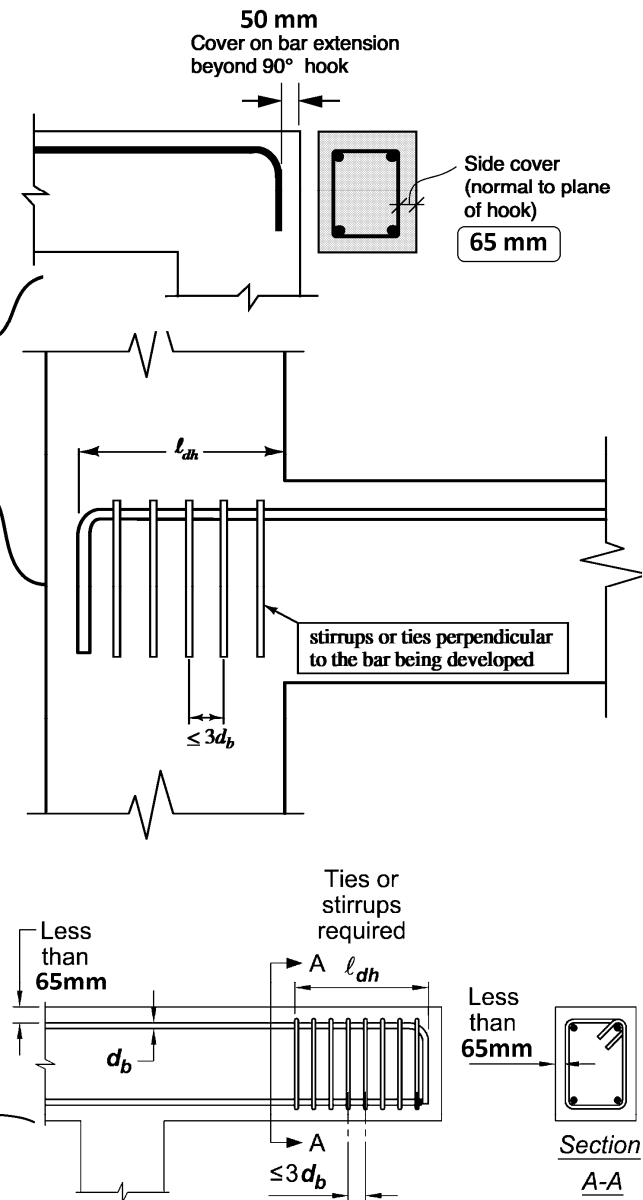 50 mm
Cover on bar extension
beyond 90° hook
Side cover
(normal to plane
of hook)
65 mm
ℓdh
stirrups or ties perpendicular
to the bar being developed
≤ 3db
Ties or
stirrups
required
Less
than
65mm
A ℓdh
db
Less
than
65mm
A
≤3db
Section
A-A